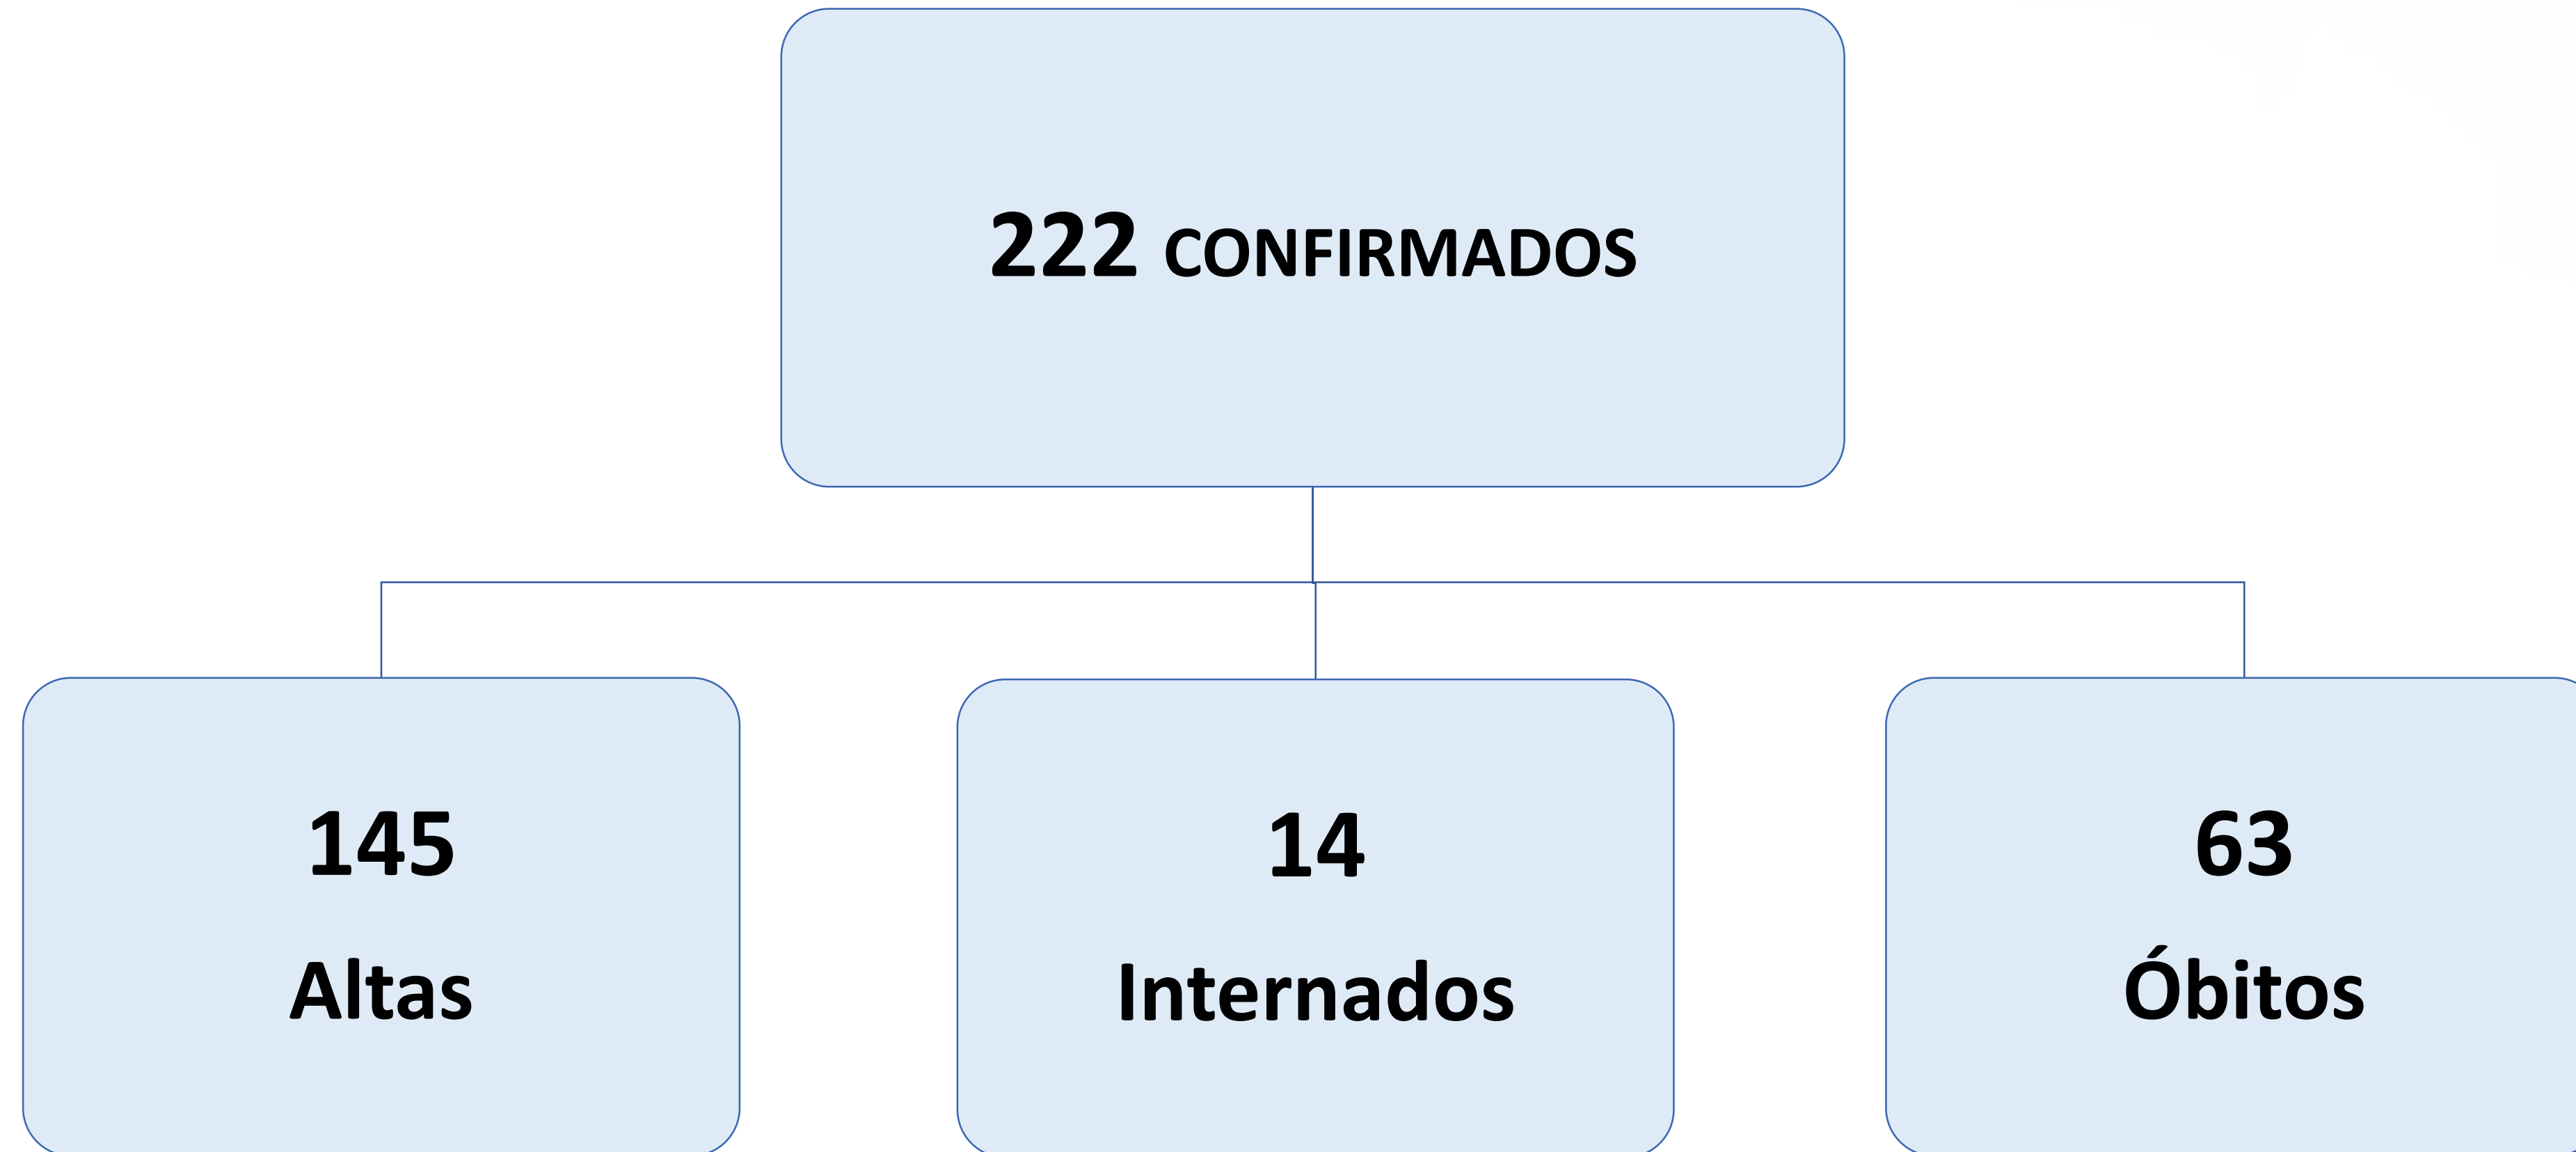 222 CONFIRMADOS
145
Altas
14
Internados
63
Óbitos